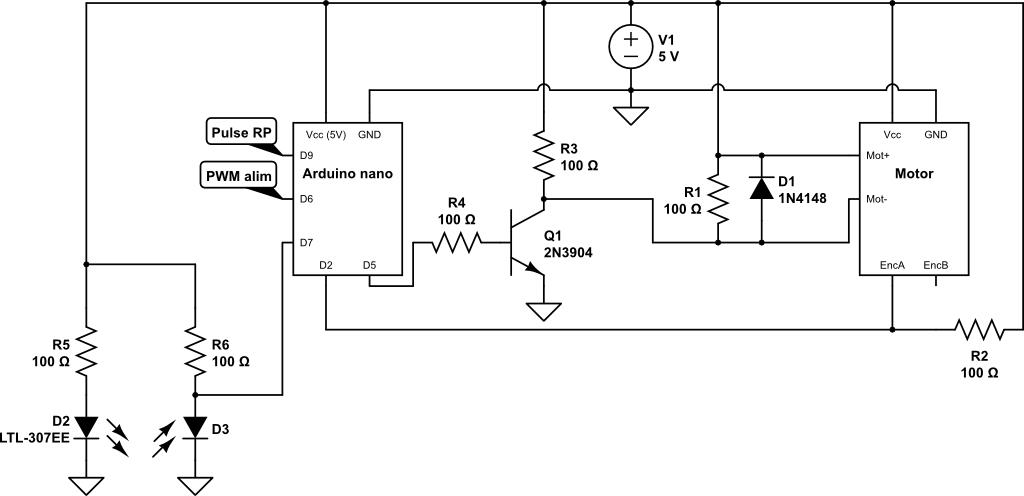 V1
5 V
Pulse RP
Vcc (5V) GND
D9
Arduino nano
PWM alim
D6
D7
D2 D5
R3
100 Ω
R4
100 Ω
Q1
2N3904
R1
100 Ω
D1
1N4148
Vcc GND
Mot+
Motor
Mot-
EncA EncB
R2
100 Ω
R5
100 Ω
R6
100 Ω
D2
LTL-307EE
D3